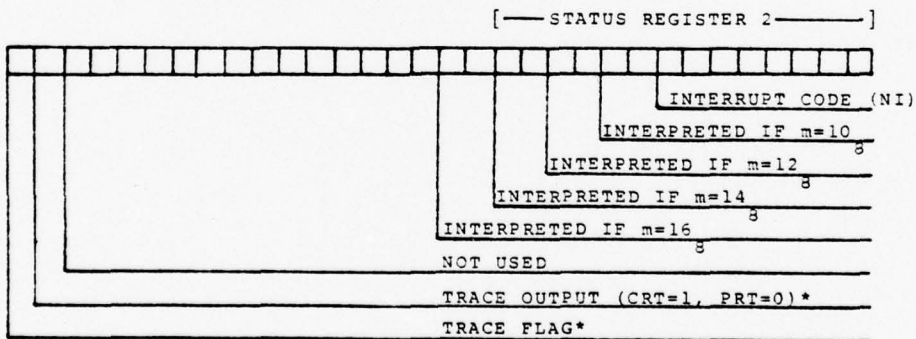 [—— STATUS REGISTER 2 ——]
INTERRUPT CODE (NI)
INTERPRETED IF m=10
8
INTERPRETED IF m=12
8
INTERPRETED IF m=14
8
INTERPRETED IF m=16
8
NOT USED
TRACE OUTPUT (CRT=1, PRT=0)*
TRACE FLAG*